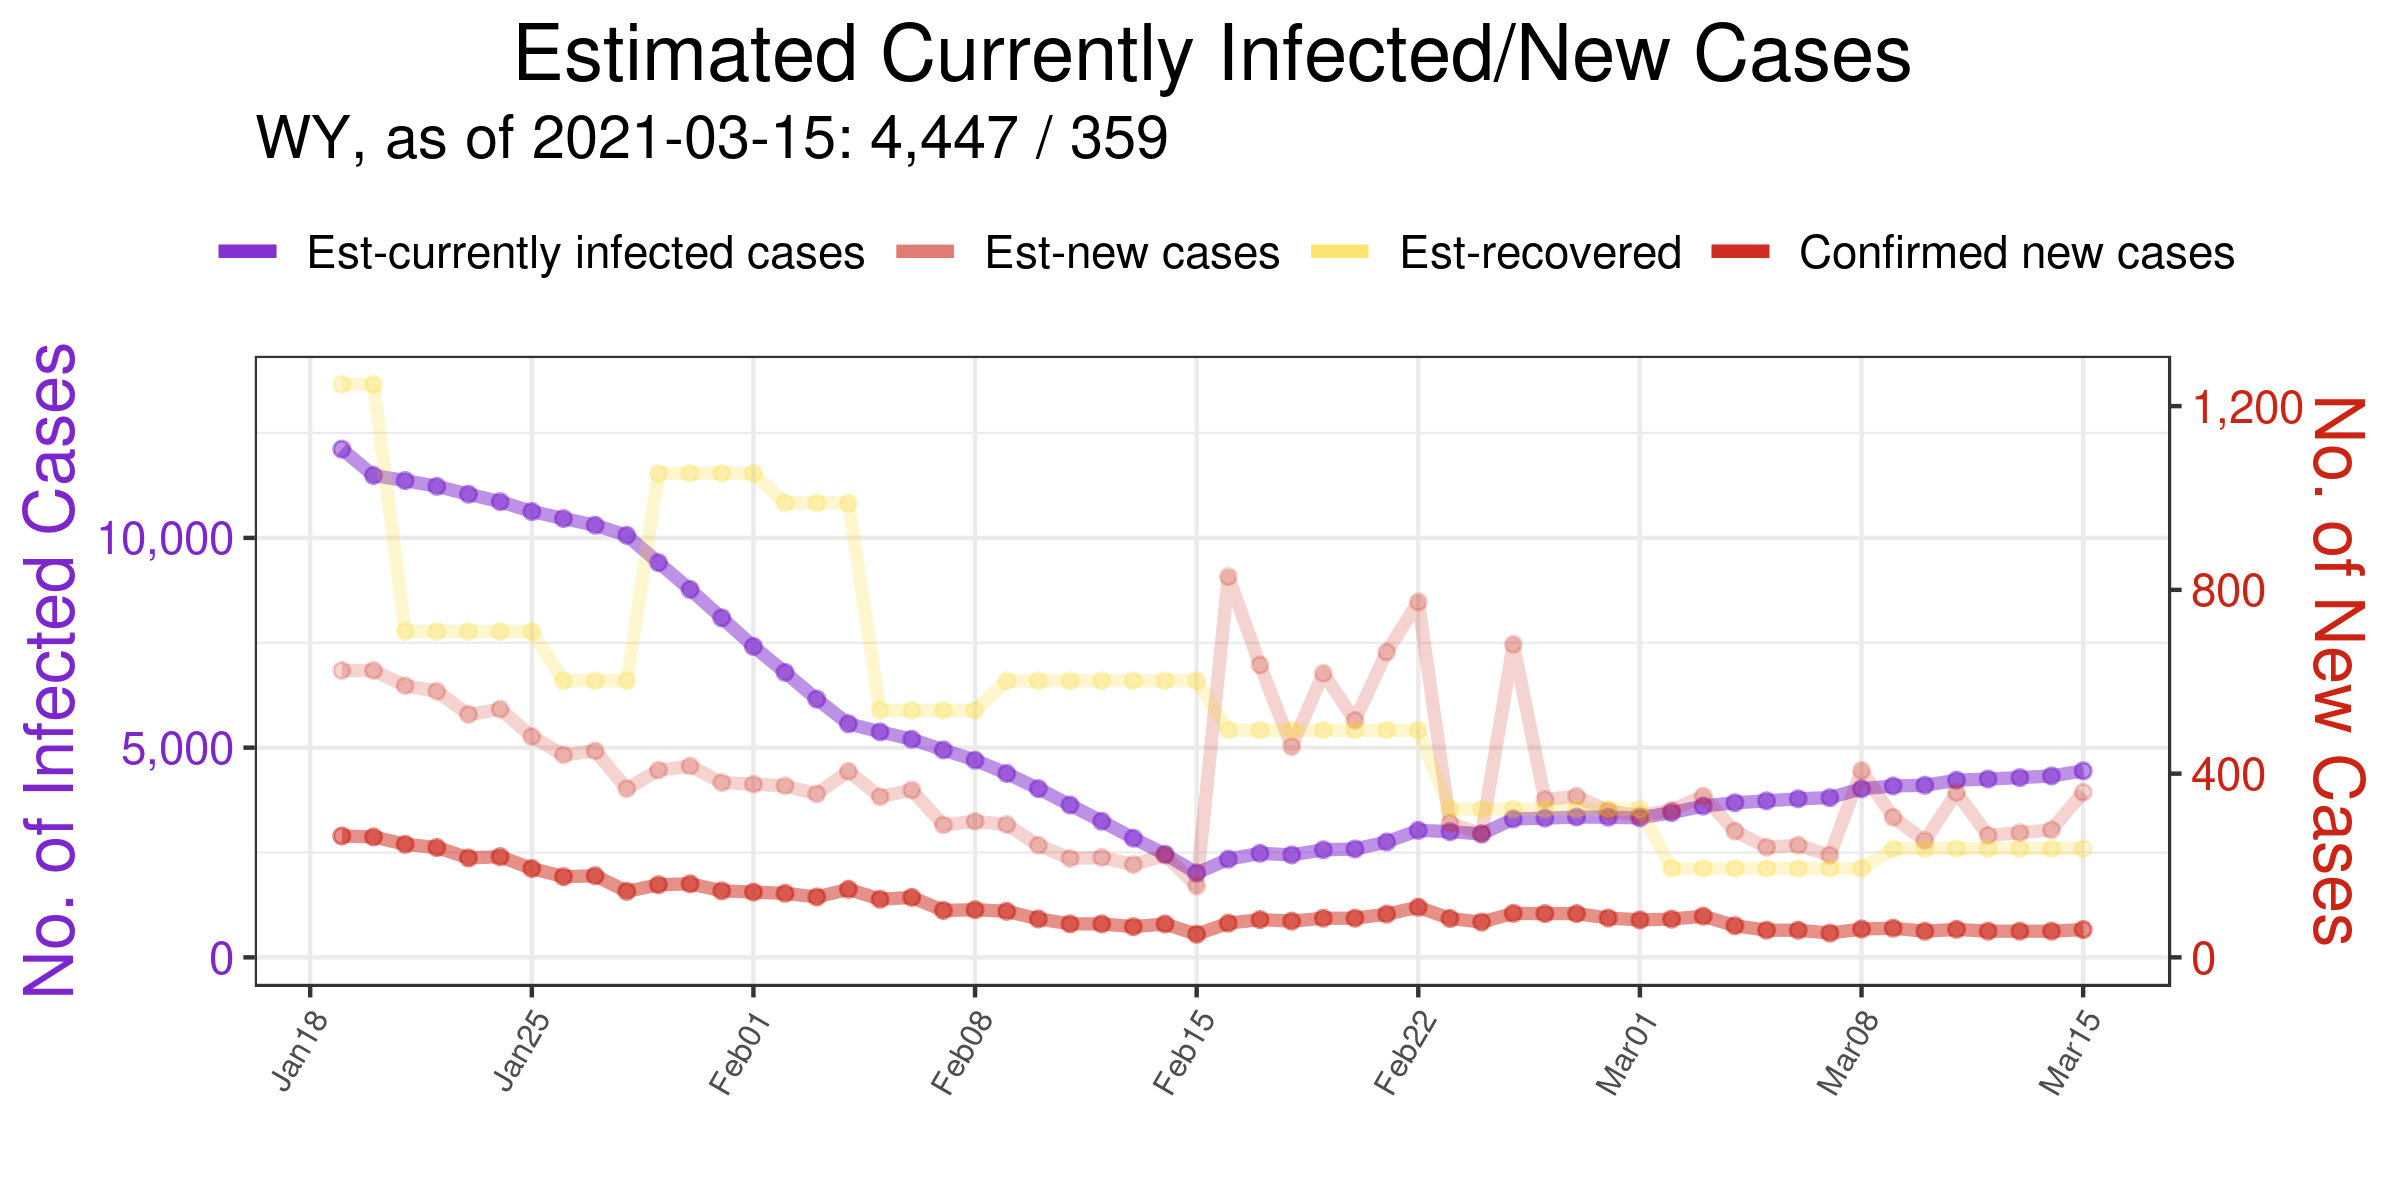 Estimated Currently Infected/New Cases
WY, as of 2021-03-15: 4,447 / 359
Est-currently infected cases Est-new cases Est-recovered Confirmed new cases
No. of Infected Cases
10,000
5,000
0
1,200
800
400
0
No. of New Cases
Jan18 Jan25 Feb01 Feb08 Feb15 Feb22 Mar01 Mar08 Mar15